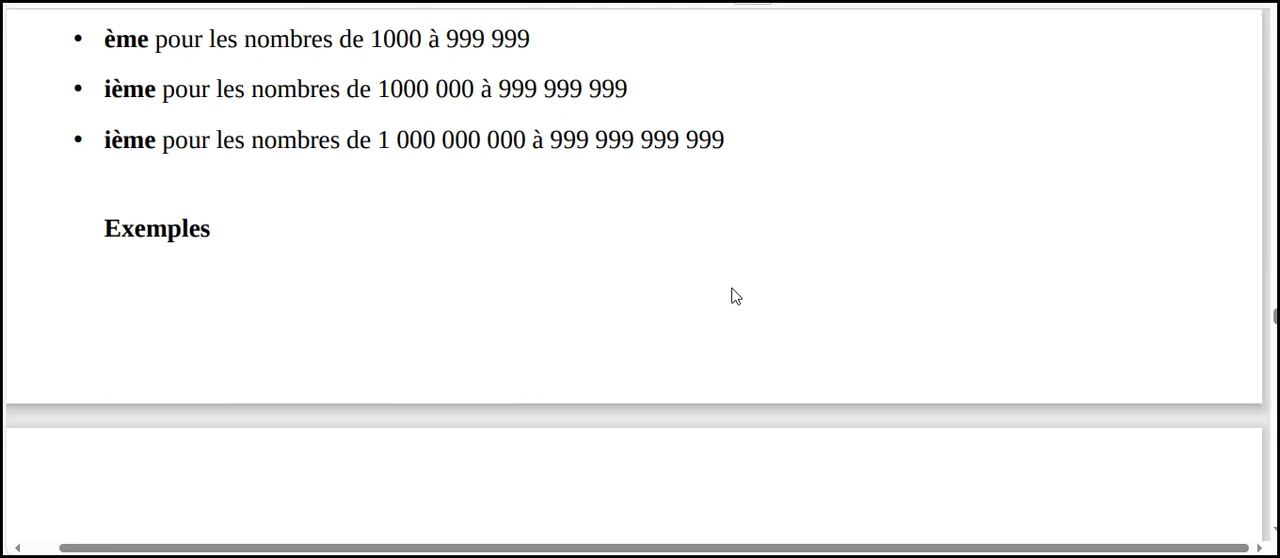 • ème pour les nombres de 1000 à 999 999
• ième pour les nombres de 1000 000 à 999 999 999
• ième pour les nombres de 1 000 000 000 à 999 999 999 999
Exemples